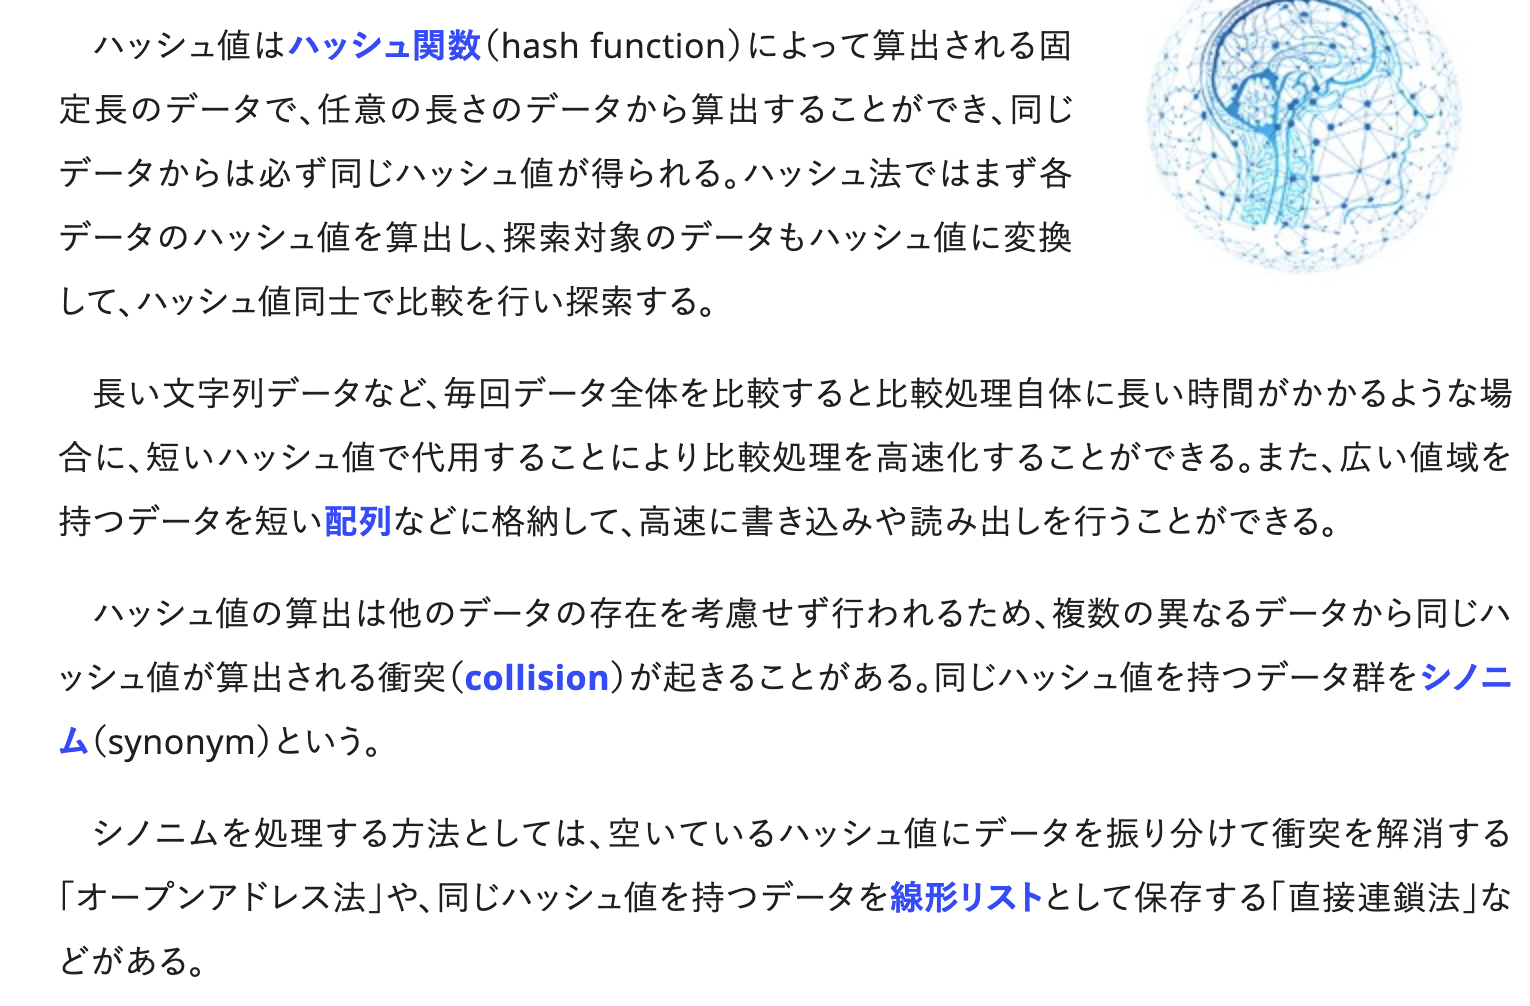 ハッシュ値はハッシュ関数(hash function)によって算出される固
定長のデータで、任意の長さのデータから算出することができ、同じ
データからは必ず同じハッシュ値が得られる。ハッシュ法ではまず各
データのハッシュ値を算出し、探索対象のデータもハッシュ値に変換
して、ハッシュ値同士で比較を行い探索する。
長い文字列データなど、毎回データ全体を比較すると比較処理自体に長い時間がかかるような場
合に、短いハッシュ値で代用することにより比較処理を高速化することができる。また、広い値域を
持つデータを短い配列などに格納して、高速に書き込みや読み出しを行うことができる。
ハッシュ値の算出は他のデータの存在を考慮せず行われるため、複数の異なるデータから同じハ
ッシュ値が算出される衝突(collision)が起きることがある。同じハッシュ値を持つデータ群をシノニ
ム(synonym)という。
シノニムを処理する方法としては、空いているハッシュ値にデータを振り分けて衝突を解消する
「オープンアドレス法」や、同じハッシュ値を持つデータを線形リストとして保存する「直接連鎖法」な
どがある。